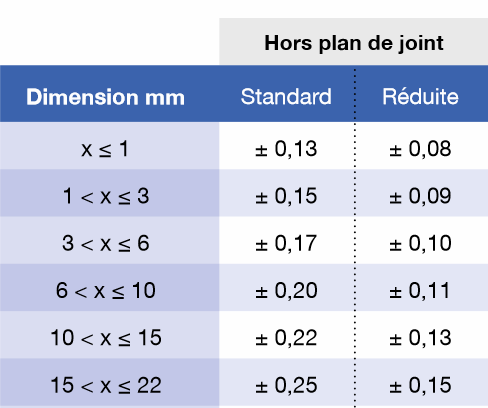 Hors plan de joint
Dimension mm Standard Réduite
x ≤ 1 ± 0,13 ± 0,08
1 < x ≤ 3 ± 0,15 ± 0,09
3 < x ≤ 6 ± 0,17 ± 0,10
6 < x ≤ 10 ± 0,20 ± 0,11
10 < x ≤ 15 ± 0,22 ± 0,13
15 < x ≤ 22 ± 0,25 ± 0,15